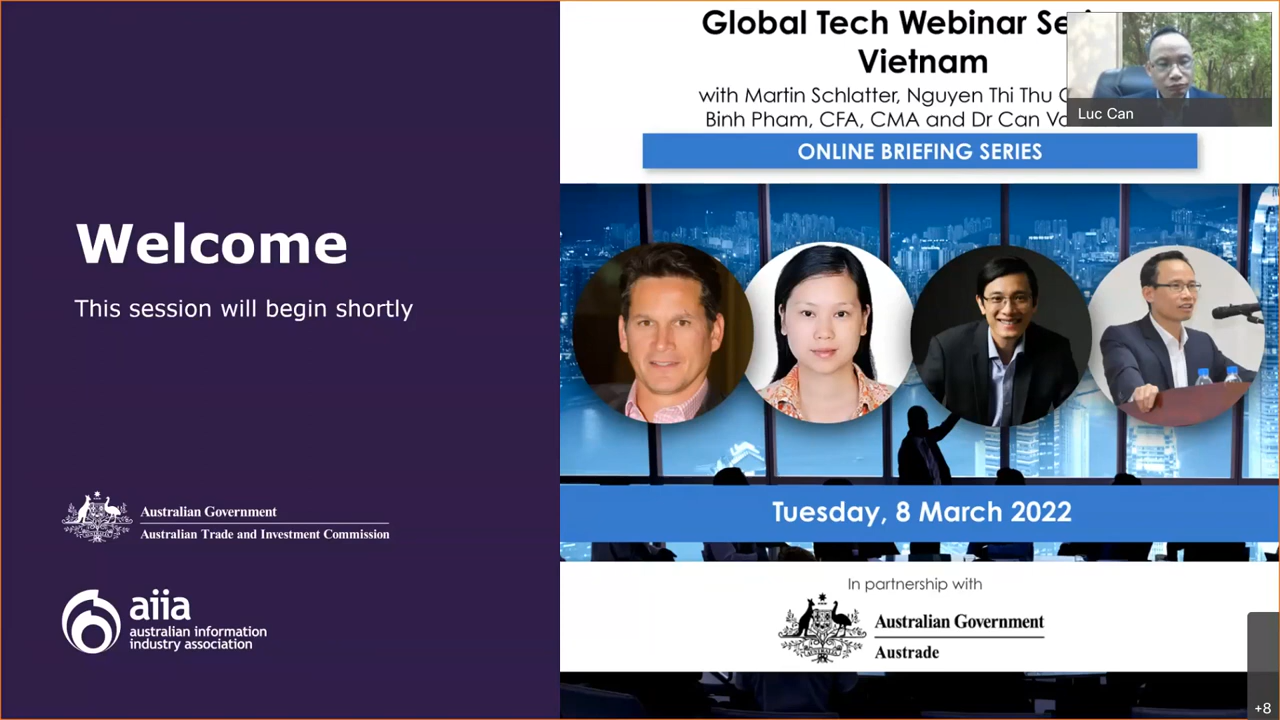 Welcome
This session will begin shortly
Australian Government
Australian Trade and Investment Commission
aiia
australian information
industry association
Global Tech Webinar
Vietnam
with Martin Schlatter, Nguyen Thi Thu
Binh Pham, CFA, CMA and Dr Can
ONLINE BRIEFING SERIES
Luc Can
Tuesday, 8 March 2022
In partnership with
Australian Government
Austrade
+8